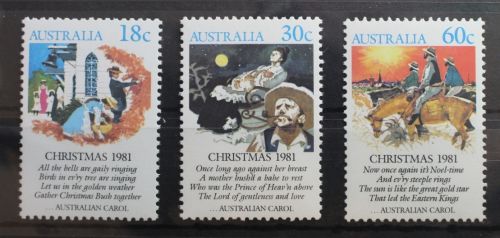 AUSTRALIA 18c
CHRISTMAS 1981
All the bells are gaily ringing
Birds in ev'ry tree are singing
Let us in the golden weather
Gather Christmas Bush together
...AUSTRALIAN CAROL
AUSTRALIA 30c
CHRISTMAS 1981
Once long ago against her breast
A mother hush'd a babe to rest
Who was the Prince of Heav'n above
The Lord of gentleness and love
...AUSTRALIAN CAROL
AUSTRALIA 60c
CHRISTMAS 1981
Now once again it's Noel-time
And ev'ry steeple rings
The sun is like the great gold star
That led the Eastern Kings
...AUSTRALIAN CAROL